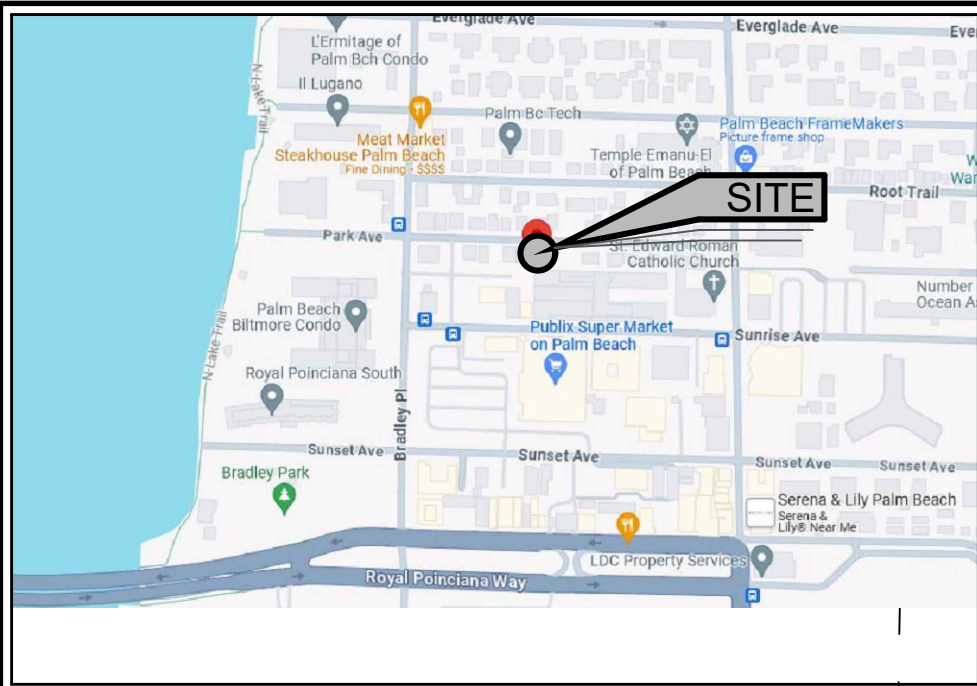 Everglade Ave
Everglade Ave
Eve
L'Ermitage of
Palm Bch Condo
Il Lugano
N Lake Trail
Palm Bc Tech
Meat Market
Steakhouse Palm Beach
Fine Dining · $$$$
Palm Beach FrameMakers
Picture frame shop
Temple Emanu-El
of Palm Beach
W
War
SITE
Root Trail
Park Ave
St. Edward Roman
Catholic Church
Number
Ocean A
Palm Beach
Biltmore Condo
Publix Super Market
on Palm Beach
Sunrise Ave
N Lake Trail
Royal Poinciana South
Bradley Pl
Sunset Ave
Sunset Ave
Sunset Ave
Sunset Ave
Bradley Park
Serena & Lily Palm Beach
Serena &
Lily® Near Me
LDC Property Services
Royal Poinciana Way